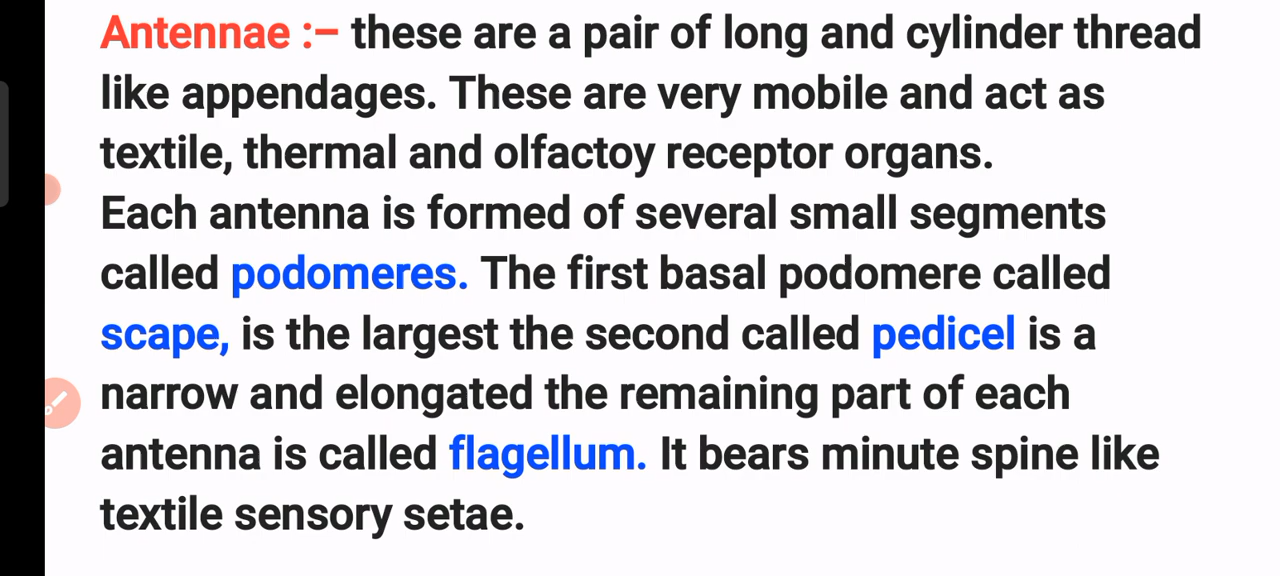 Antennae :– these are a pair of long and cylinder thread
like appendages. These are very mobile and act as
textile, thermal and olfactoy receptor organs.
Each antenna is formed of several small segments
called podomeres. The first basal podomere called
scape, is the largest the second called pedicel is a
narrow and elongated the remaining part of each
antenna is called flagellum. It bears minute spine like
textile sensory setae.